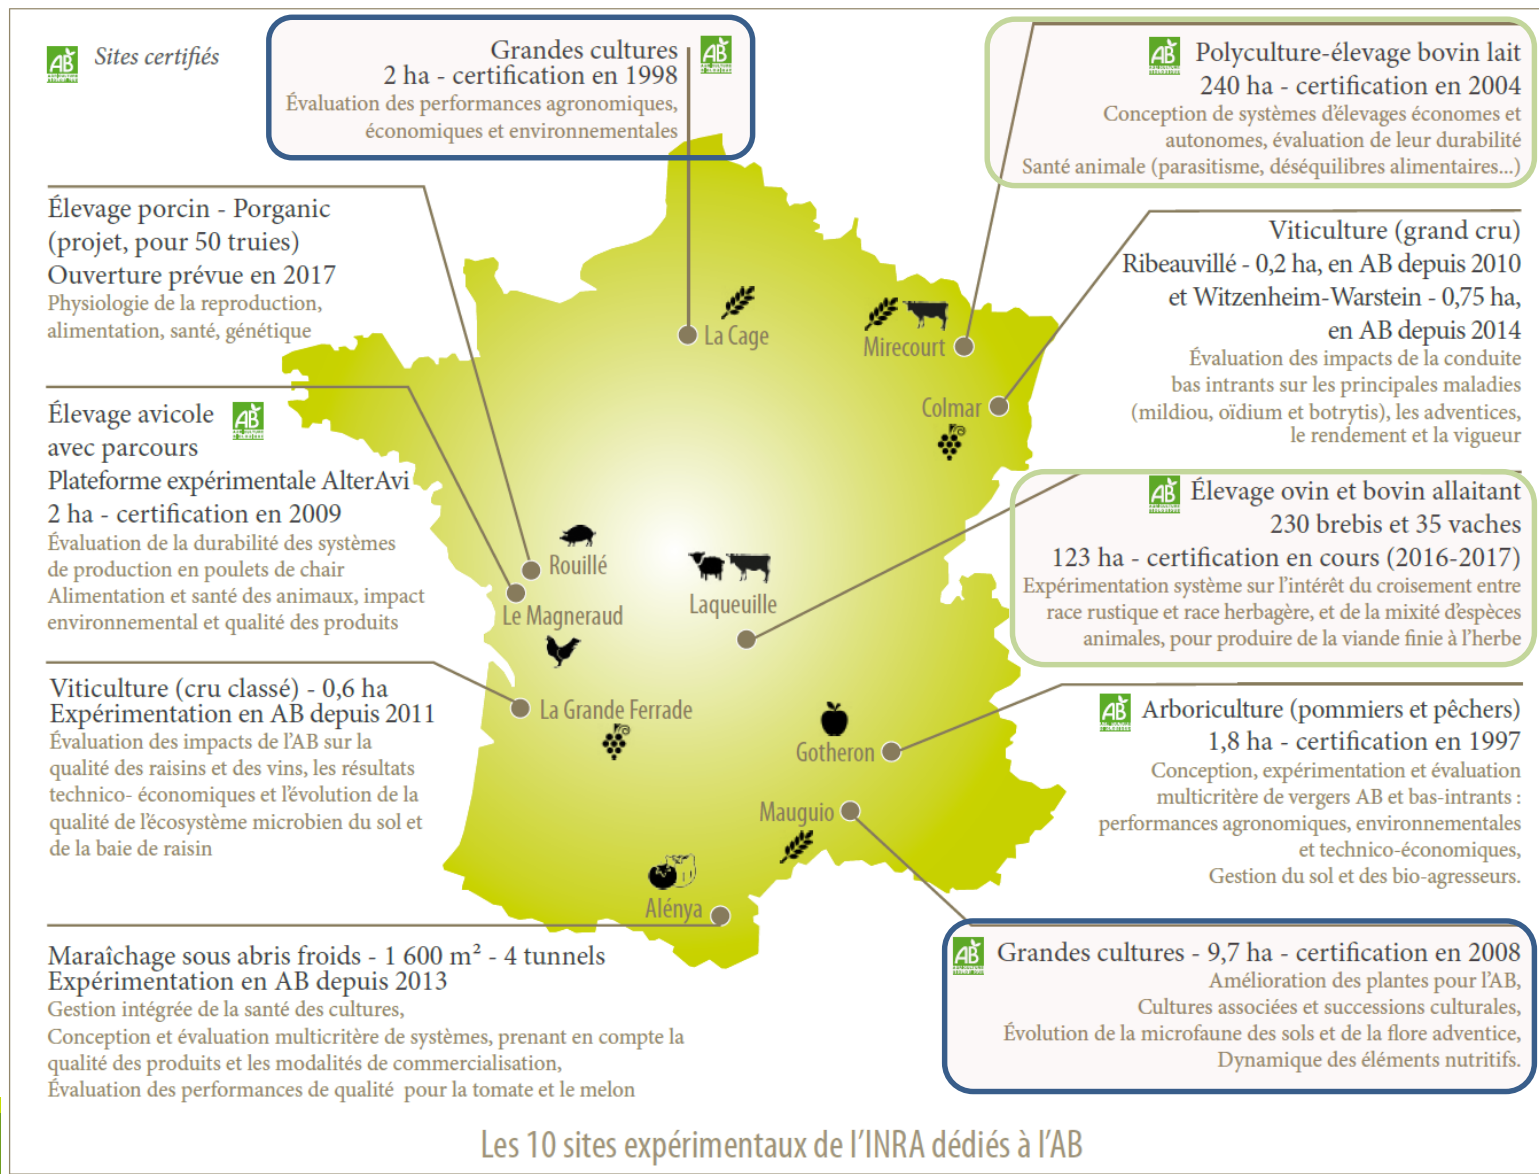 AB
Sites certifiés
Grandes cultures
AB
2 ha - certification en 1998
Évaluation des performances agronomiques,
économiques et environnementales
AB
Polyculture-élevage bovin lait
240 ha - certification en 2004
Conception de systèmes d'élevages économes et
autonomes, évaluation de leur durabilité
Santé animale (parasitisme, déséquilibres alimentaires...)
Élevage porcin - Porganic
(projet, pour 50 truies)
Ouverture prévue en 2017
Physiologie de la reproduction,
alimentation, santé, génétique
Viticulture (grand cru)
Ribeauvillé - 0,2 ha, en AB depuis 2010
et Witzenheim-Warstein - 0,75 ha,
en AB depuis 2014
Évaluation des impacts de la conduite
bas intrants sur les principales maladies
(mildiou, oïdium et botrytis), les adventices,
le rendement et la vigueur
Élevage avicole
AB
avec parcours
Plateforme expérimentale AlterAvi
2 ha - certification en 2009
Évaluation de la durabilité des systèmes
de production en poulets de chair
Alimentation et santé des animaux, impact
environnemental et qualité des produits
AB
Élevage ovin et bovin allaitant
230 brebis et 35 vaches
123 ha - certification en cours (2016-2017)
Expérimentation système sur l'intérêt du croisement entre
race rustique et race herbagère, et de la mixité d'espèces
animales, pour produire de la viande finie à l'herbe
Viticulture (cru classé) - 0,6 ha
Expérimentation en AB depuis 2011
Évaluation des impacts de l'AB sur la
qualité des raisins et des vins, les résultats
technico- économiques et l'évolution de la
qualité de l'écosystème microbien du sol et
de la baie de raisin
AB
Arboriculture (pommiers et pêchers)
1,8 ha - certification en 1997
Conception, expérimentation et évaluation
multicritère de vergers AB et bas-intrants :
performances agronomiques, environnementales
et technico-économiques,
Gestion du sol et des bio-agresseurs.
La Cage
Mirecourt
Colmar
Rouillé
Le Magneraud
Laqueuille
La Grande Ferrade
Gotheron
Mauguio
Alénya
Maraîchage sous abris froids - 1 600 m² - 4 tunnels
Expérimentation en AB depuis 2013
Gestion intégrée de la santé des cultures,
Conception et évaluation multicritère de systèmes, prenant en compte la
qualité des produits et les modalités de commercialisation,
Évaluation des performances de qualité pour la tomate et le melon
AB
Grandes cultures - 9,7 ha - certification en 2008
Amélioration des plantes pour l'AB,
Cultures associées et successions culturales,
Évolution de la microfaune des sols et de la flore adventice,
Dynamique des éléments nutritifs.
Les 10 sites expérimentaux de l'INRA dédiés à l'AB